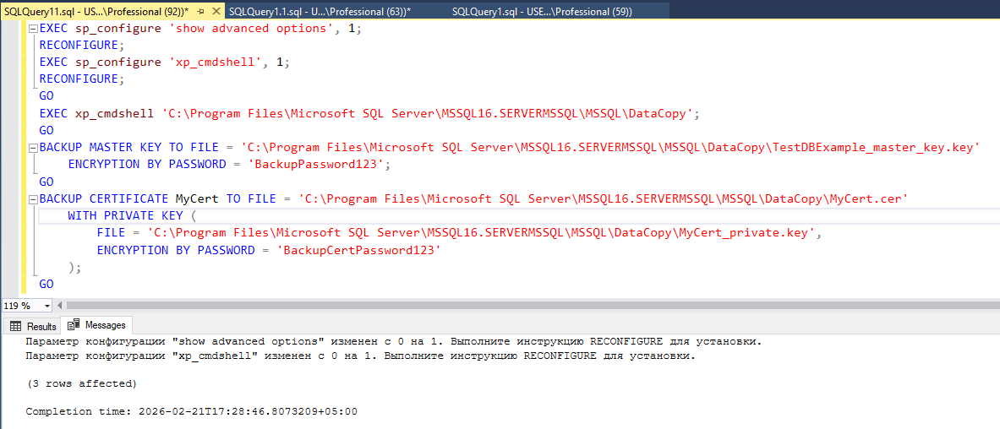 SQLQuery11.sql - US...\Professional (92))* SQLQuery1.1.sql - U...\Professional (63))* SQLQuery1.sql - USE...\Professional (59))
EXEC sp_configure 'show advanced options', 1;
RECONFIGURE;
EXEC sp_configure 'xp_cmdshell', 1;
RECONFIGURE;
GO
EXEC xp_cmdshell 'C:\Program Files\Microsoft SQL Server\MSSQL16.SERVERMSSQL\MSSQL\DataCopy';
GO
BACKUP MASTER KEY TO FILE = 'C:\Program Files\Microsoft SQL Server\MSSQL16.SERVERMSSQL\MSSQL\DataCopy\TestDBExample_master_key.key'
    ENCRYPTION BY PASSWORD = 'BackupPassword123';
GO
BACKUP CERTIFICATE MyCert TO FILE = 'C:\Program Files\Microsoft SQL Server\MSSQL16.SERVERMSSQL\MSSQL\DataCopy\MyCert.cer'
    WITH PRIVATE KEY (
        FILE = 'C:\Program Files\Microsoft SQL Server\MSSQL16.SERVERMSSQL\MSSQL\DataCopy\MyCert_private.key',
        ENCRYPTION BY PASSWORD = 'BackupCertPassword123'
    );
GO
119 %
Results Messages
Параметр конфигурации "show advanced options" изменен с 0 на 1. Выполните инструкцию RECONFIGURE для установки.
Параметр конфигурации "xp_cmdshell" изменен с 0 на 1. Выполните инструкцию RECONFIGURE для установки.
(3 rows affected)
Completion time: 2026-02-21T17:28:46.8073209+05:00